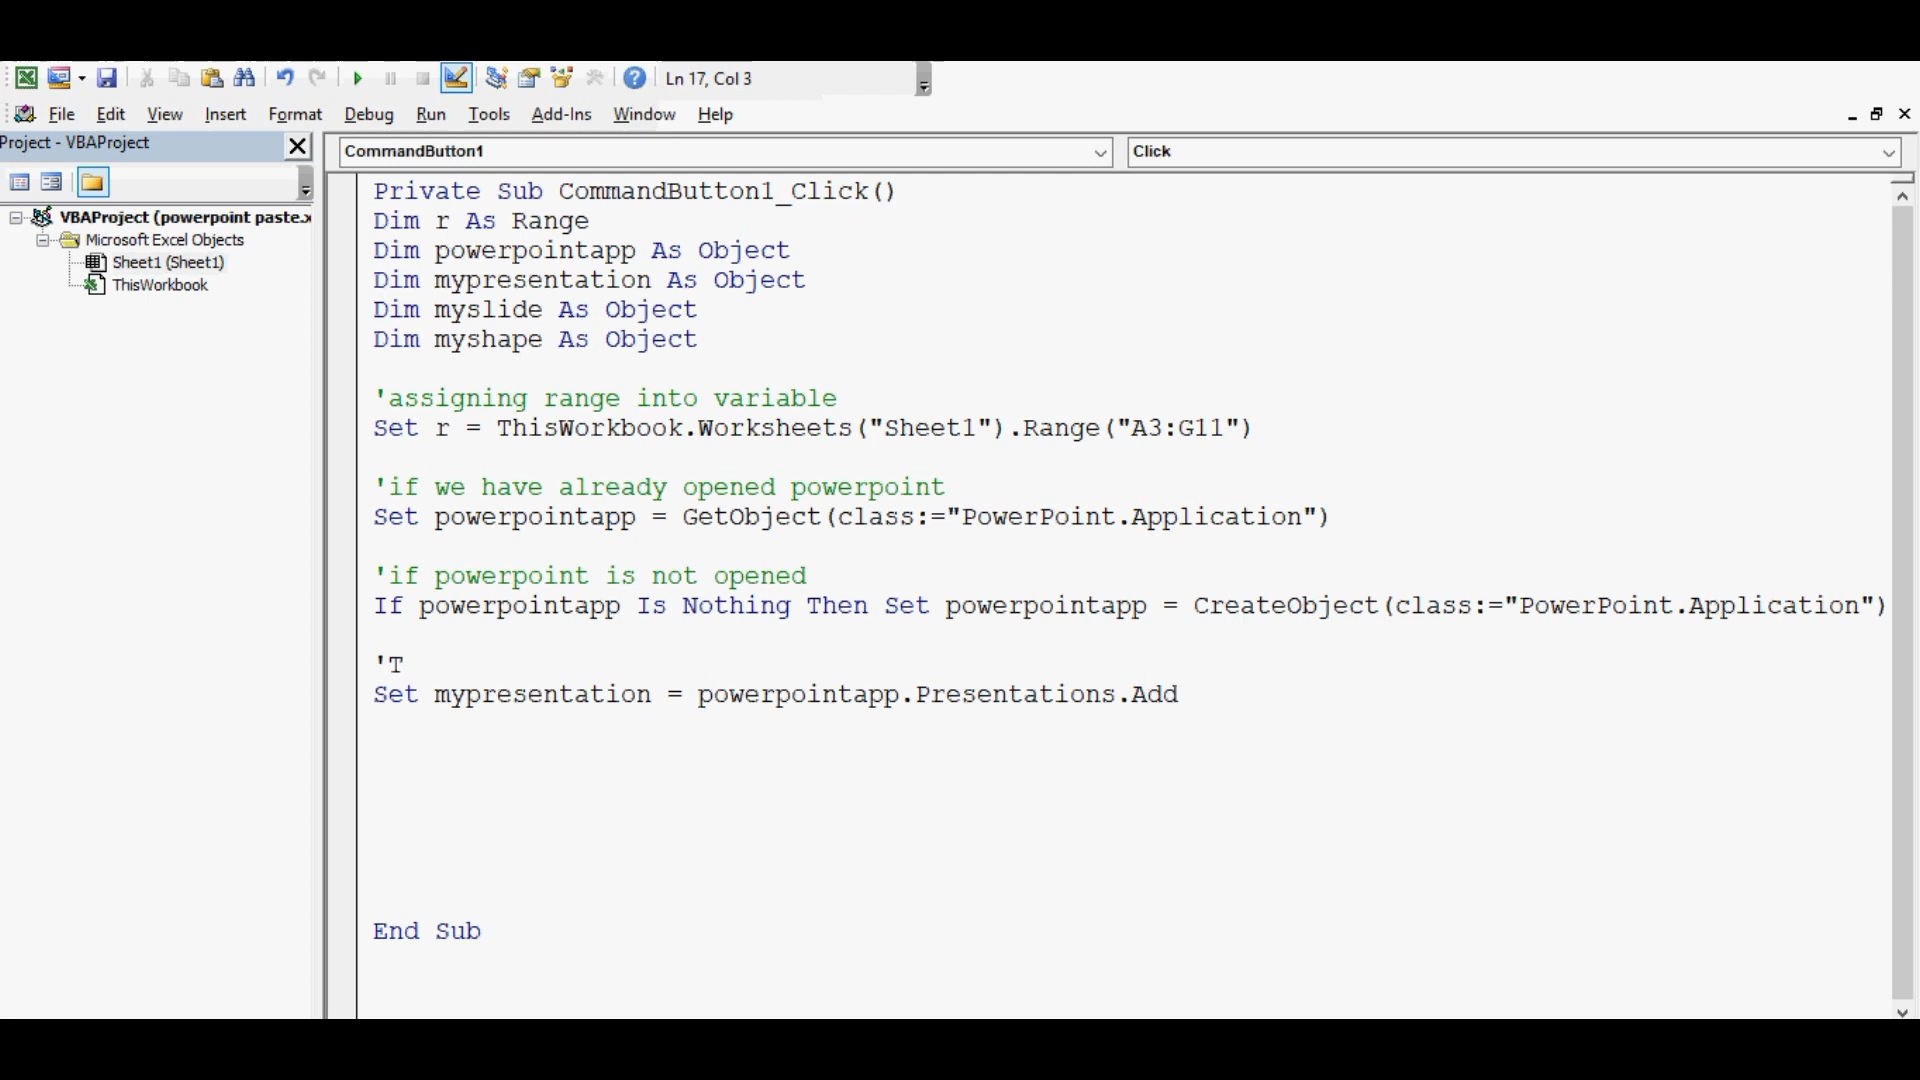 Ln 17, Col 3
File Edit View Insert Format Debug Run Tools Add-Ins Window Help
Project - VBAProject
CommandButton1
Click
VBAProject (powerpoint paste.x
Microsoft Excel Objects
Sheet1 (Sheet1)
ThisWorkbook
Private Sub CommandButton1_Click()
Dim r As Range
Dim powerpointapp As Object
Dim mypresentation As Object
Dim myslide As Object
Dim myshape As Object
'assigning range into variable
Set r = ThisWorkbook.Worksheets("Sheet1").Range("A3:G11")
'if we have already opened powerpoint
Set powerpointapp = GetObject(class:="PowerPoint.Application")
'if powerpoint is not opened
If powerpointapp Is Nothing Then Set powerpointapp = CreateObject(class:="PowerPoint.Application")
'T
Set mypresentation = powerpointapp.Presentations.Add
End Sub